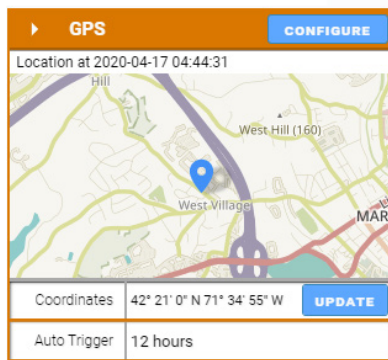 GPS CONFIGURE
Location at 2020-04-17 04:44:31
Hill
West Hill (160)
West Village
MAR
Coordinates 42° 21' 0" N 71° 34' 55" W UPDATE
Auto Trigger 12 hours